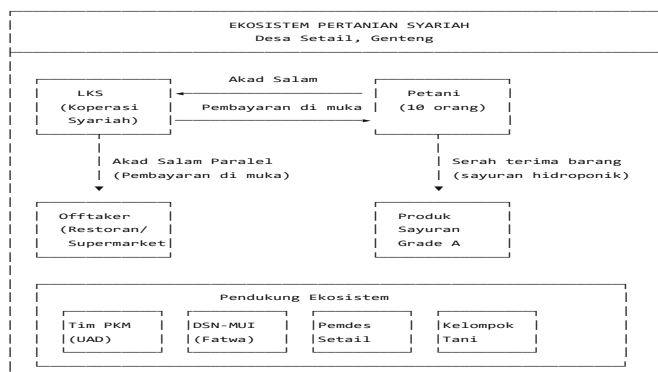 EKOSISTEM PERTANIAN SYARIAH
Desa Setail, Genteng
Akad Salam
LKS
(Koperasi
Syariah)
Pembayaran di muka
Petani
(10 orang)
Akad Salam Paralel
(Pembayaran di muka)
Serah terima barang
(sayuran hidroponik)
Offtaker
(Restoran/
Supermarket
Produk
Sayuran
Grade A
Pendukung Ekosistem
Tim PKM
(UAD)
DSN-MUI
(Fatwa)
Pemdes
Setail
Kelompok
Tani